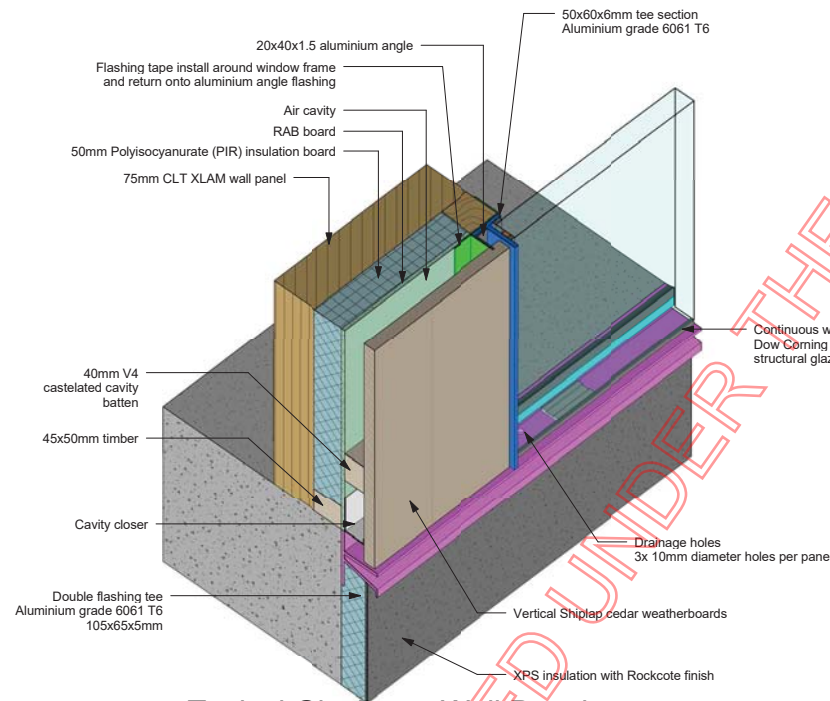 50x60x6mm tee section
Aluminium grade 6061 T6
20x40x1.5 aluminium angle
Flashing tape install around window frame
and return onto aluminium angle flashing
Air cavity
RAB board
50mm Polyisocyanurate (PIR) insulation board
75mm CLT XLAM wall panel
Continuous
Dow Corning
structural
40mm V4
castelated cavity
batten
45x50mm timber
Cavity closer
Drainage holes
3x 10mm diameter holes per pane
Double flashing tee
Aluminium grade 6061 T6
105x65x5mm
Vertical Shiplap cedar weatherboards
XPS insulation with Rockcote finish
UNDER THE